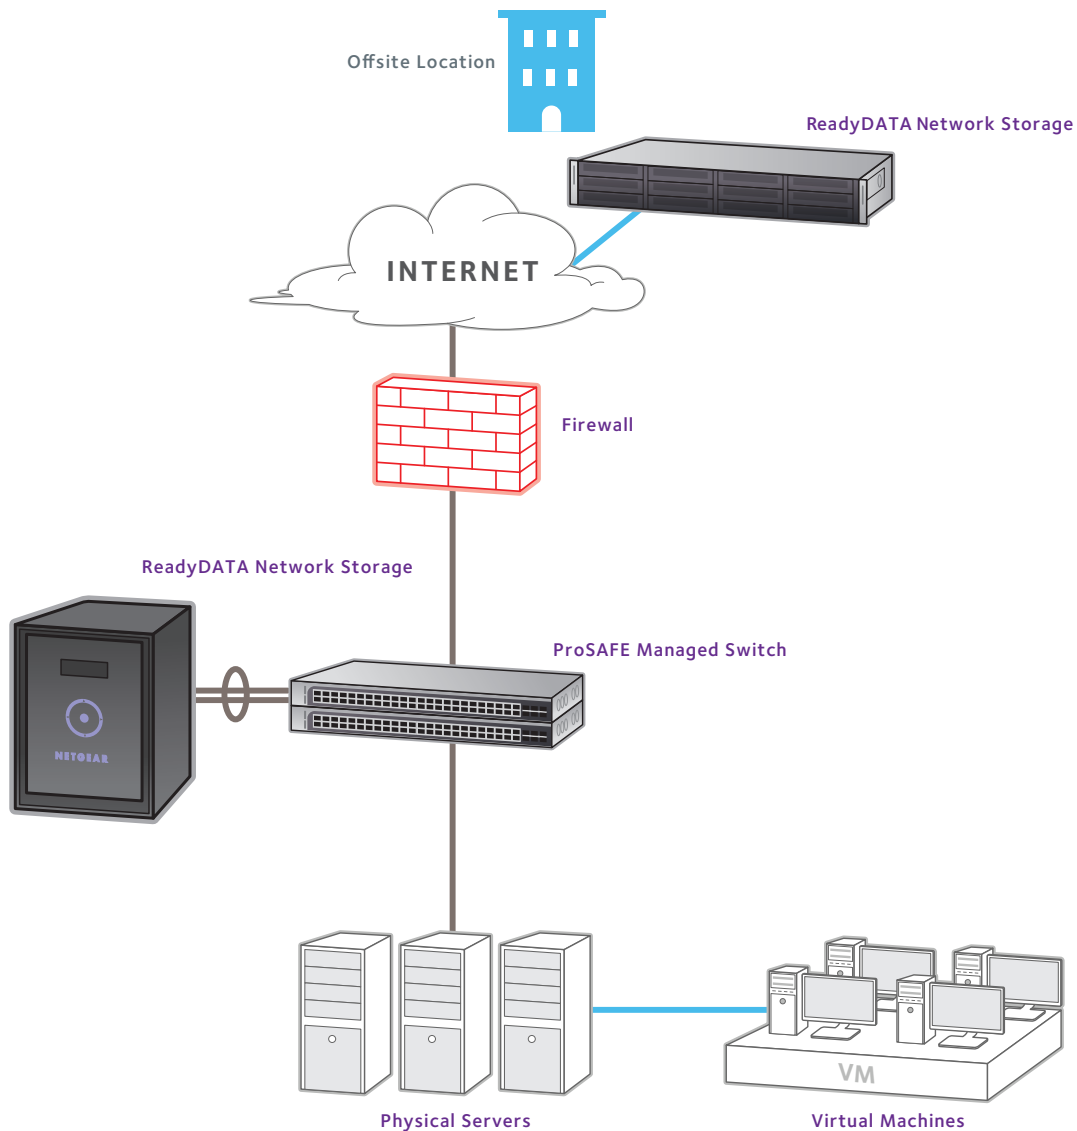 Offsite Location
ReadyDATA Network Storage
INTERNET
Firewall
ReadyDATA Network Storage
ProSAFE Managed Switch
NETGEAR
VM
Physical Servers
Virtual Machines